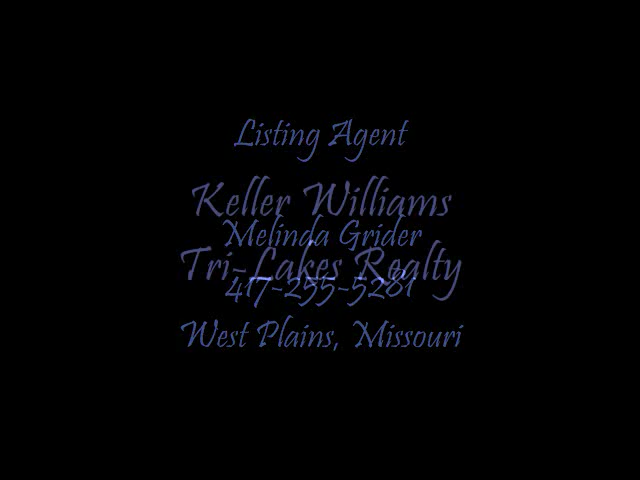 Listing Agent
Keller Williams
Melinda Grider
Tri-Lakes Realty
417-255-5281
West Plains, Missouri